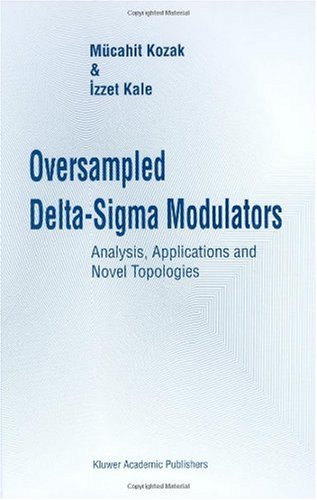 Mücahit Kozak
&
İzzet Kale
Oversampled
Delta-Sigma Modulators
Analysis, Applications and
Novel Topologies
Kluwer Academic Publishers